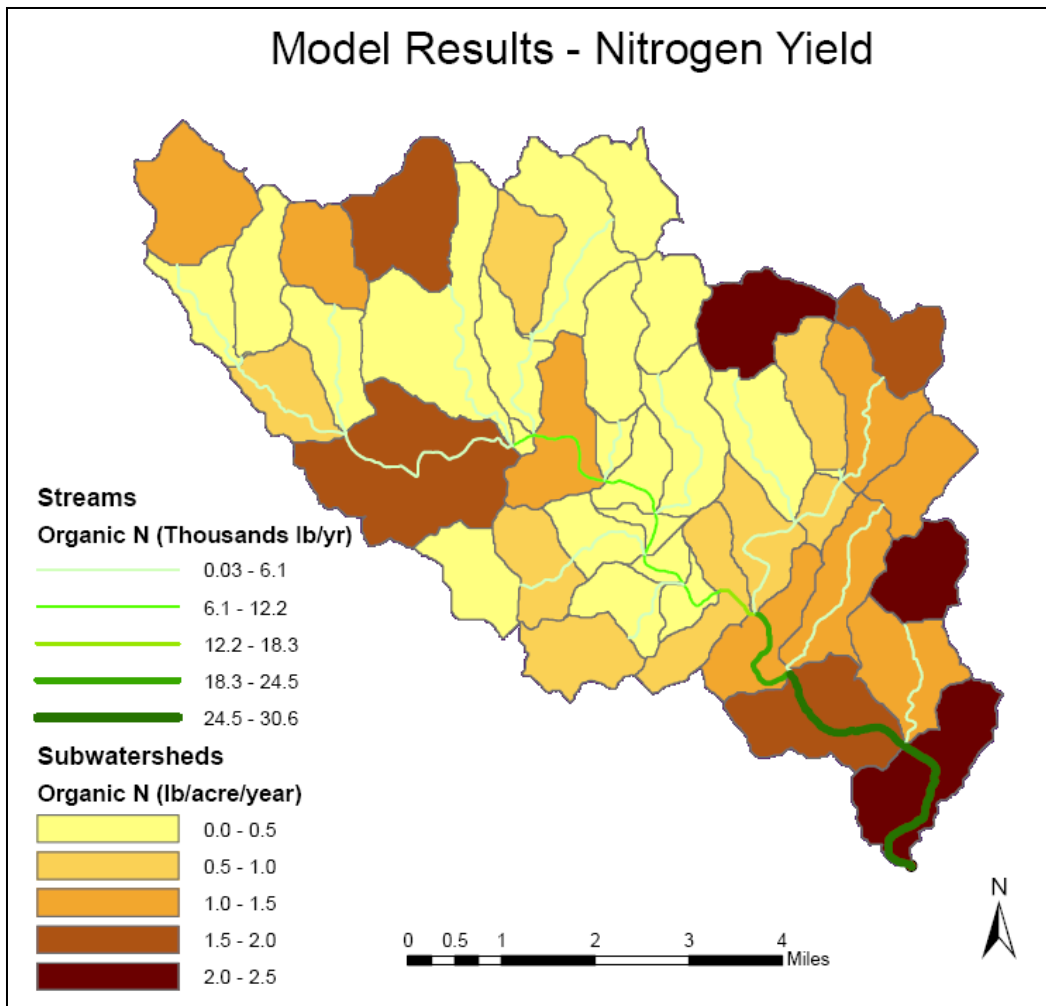 Model Results - Nitrogen Yield
Streams
Organic N (Thousands lb/yr)
0.03 - 6.1
6.1 - 12.2
12.2 - 18.3
18.3 - 24.5
24.5 - 30.6
Subwatersheds
Organic N (lb/acre/year)
0.0 - 0.5
0.5 - 1.0
1.0 - 1.5
1.5 - 2.0
2.0 - 2.5
0 0.5 1 2 3 4
Miles
N